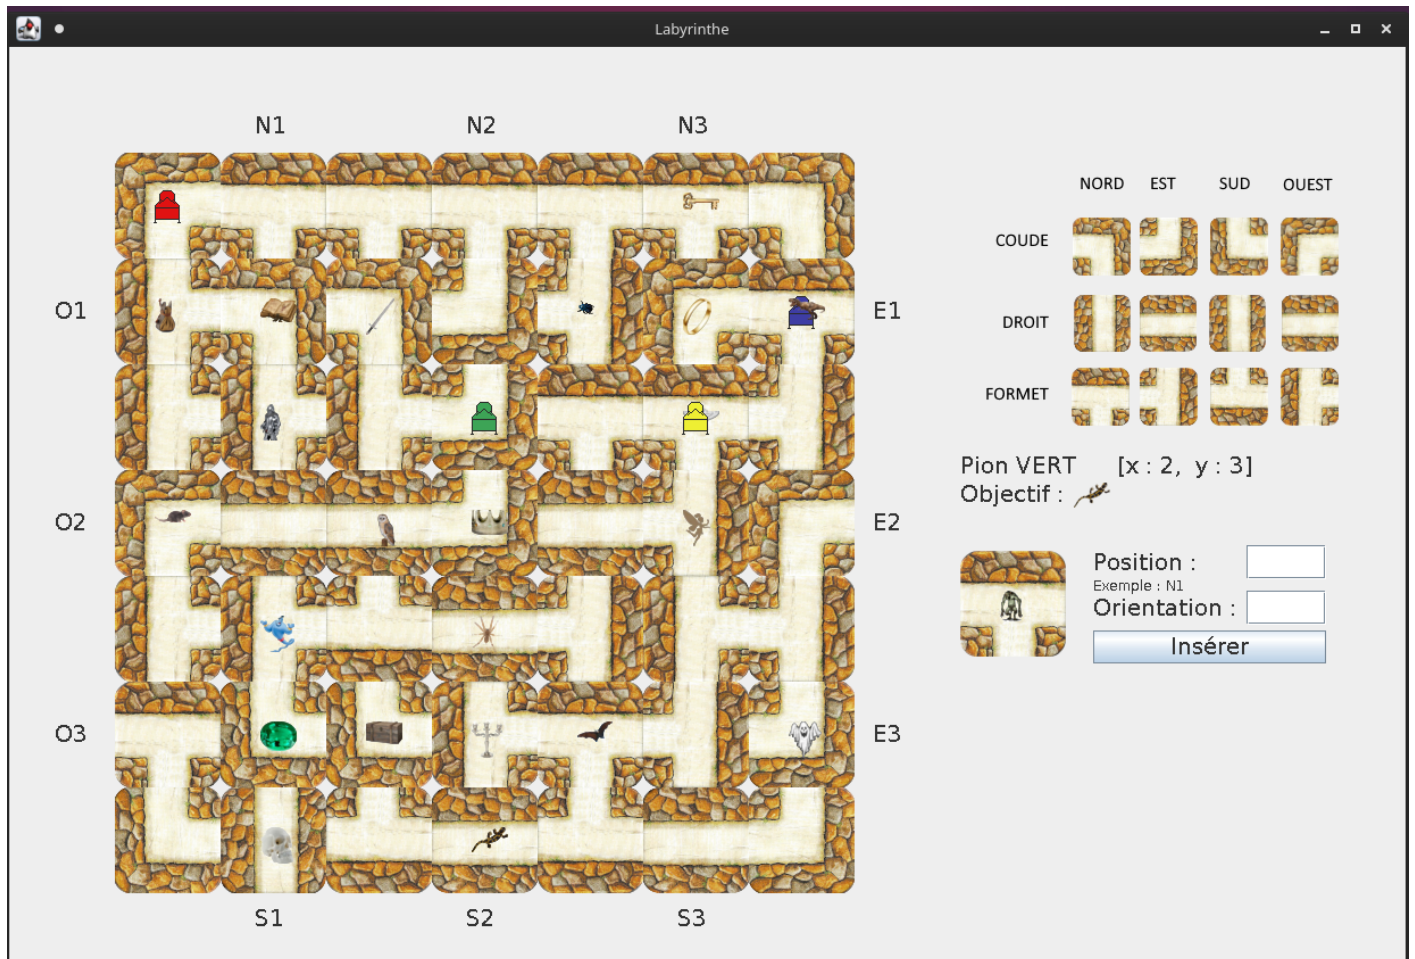 Labyrinthe
N1 N2 N3
NORD EST SUD OUEST
COUDE
O1 E1
DROIT
FORMET
Pion VERT [x : 2, y : 3]
Objectif :
O2 E2
Position :
Exemple : N1
Orientation :
Insérer
O3 E3
S1 S2 S3